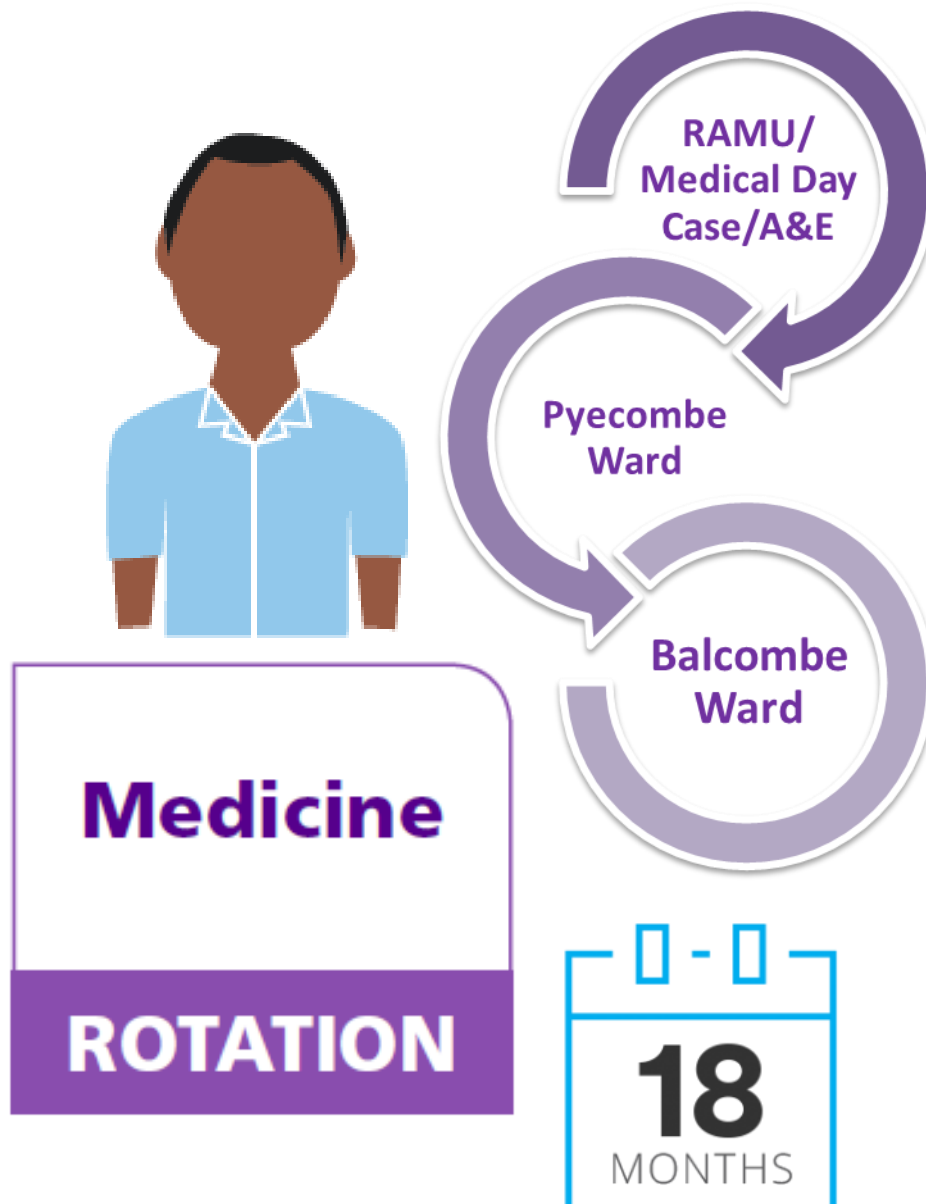 RAMU/
Medical Day
Case/A&E
Pyecombe
Ward
Balcombe
Ward
Medicine
ROTATION
18
MONTHS